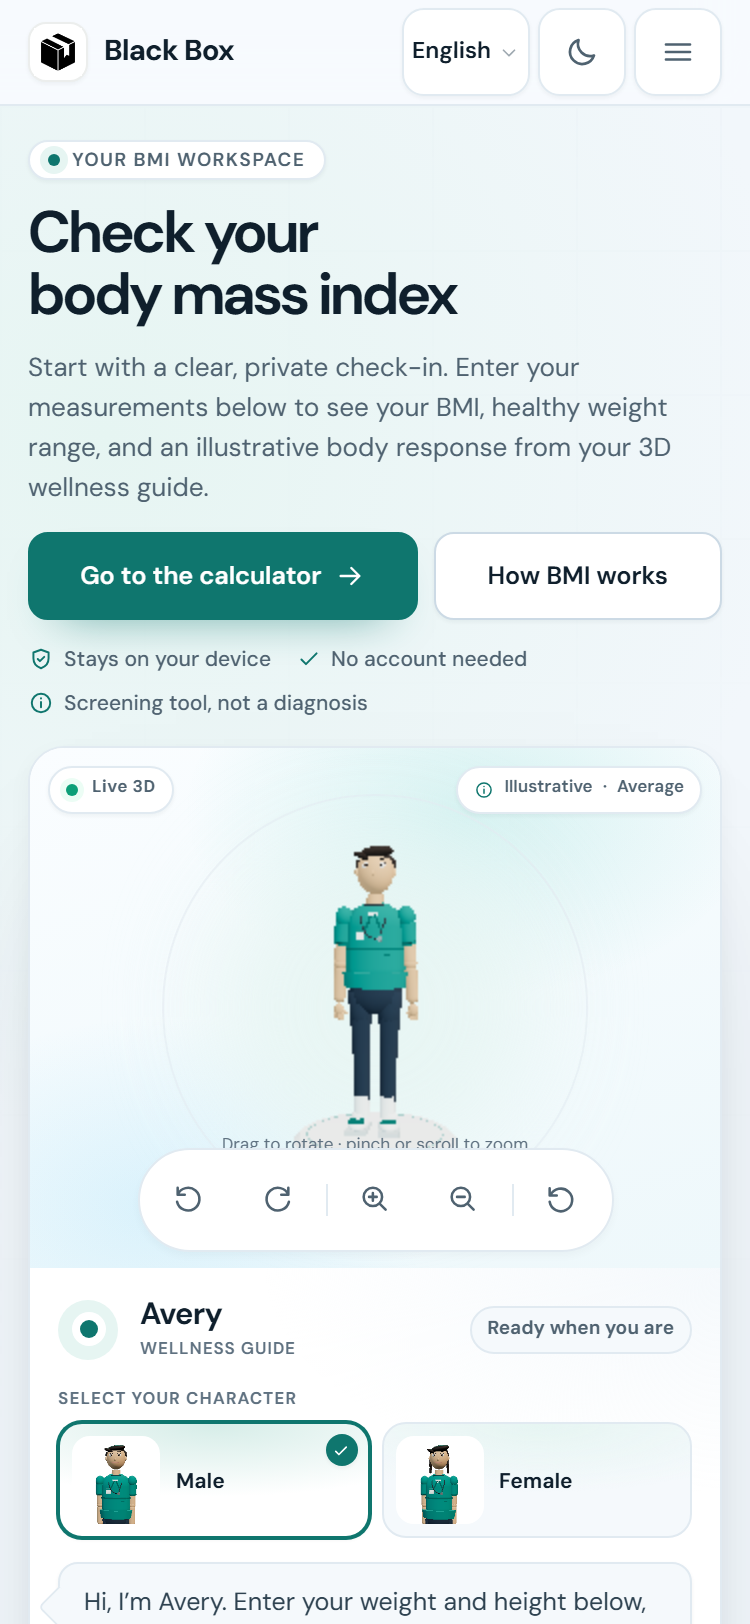 Black Box
English
YOUR BMI WORKSPACE
Check your
body mass index
Start with a clear, private check-in. Enter your
measurements below to see your BMI, healthy weight
range, and an illustrative body response from your 3D
wellness guide.
Go to the calculator
How BMI works
Stays on your device
No account needed
Screening tool, not a diagnosis
Live 3D
Illustrative · Average
Drag to rotate · pinch or scroll to zoom
Avery
WELLNESS GUIDE
Ready when you are
SELECT YOUR CHARACTER
Male
Female
Hi, I’m Avery. Enter your weight and height below,